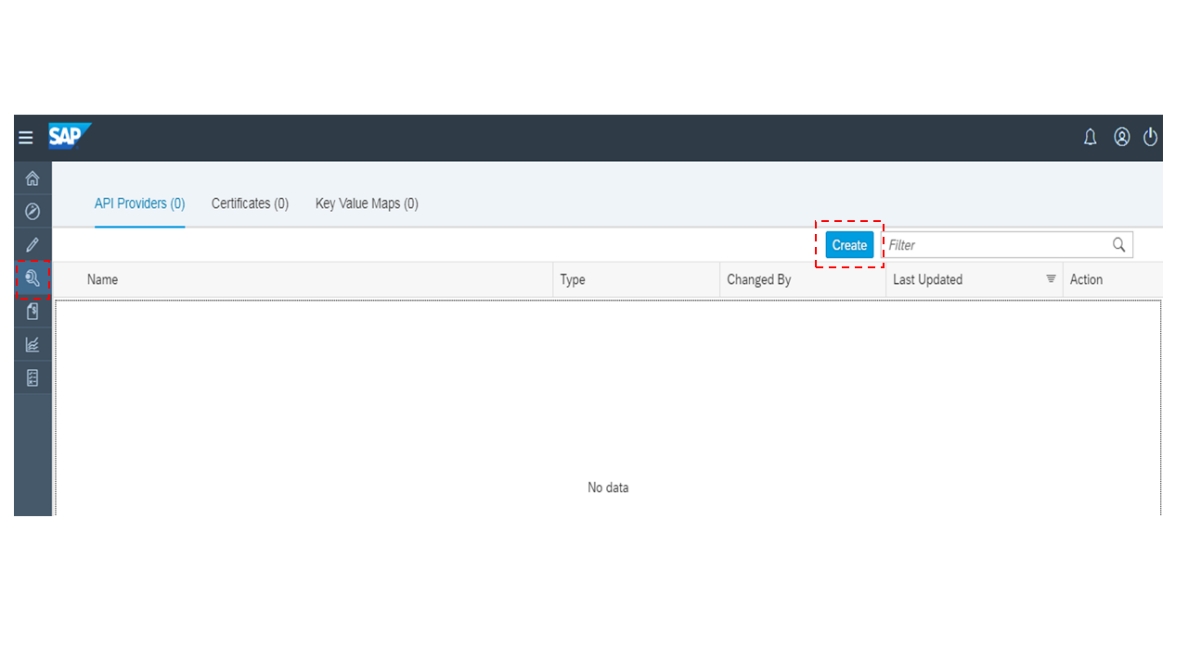 SAP
API Providers (0) Certificates (0) Key Value Maps (0)
Create Filter
Name Type Changed By Last Updated Action
No data